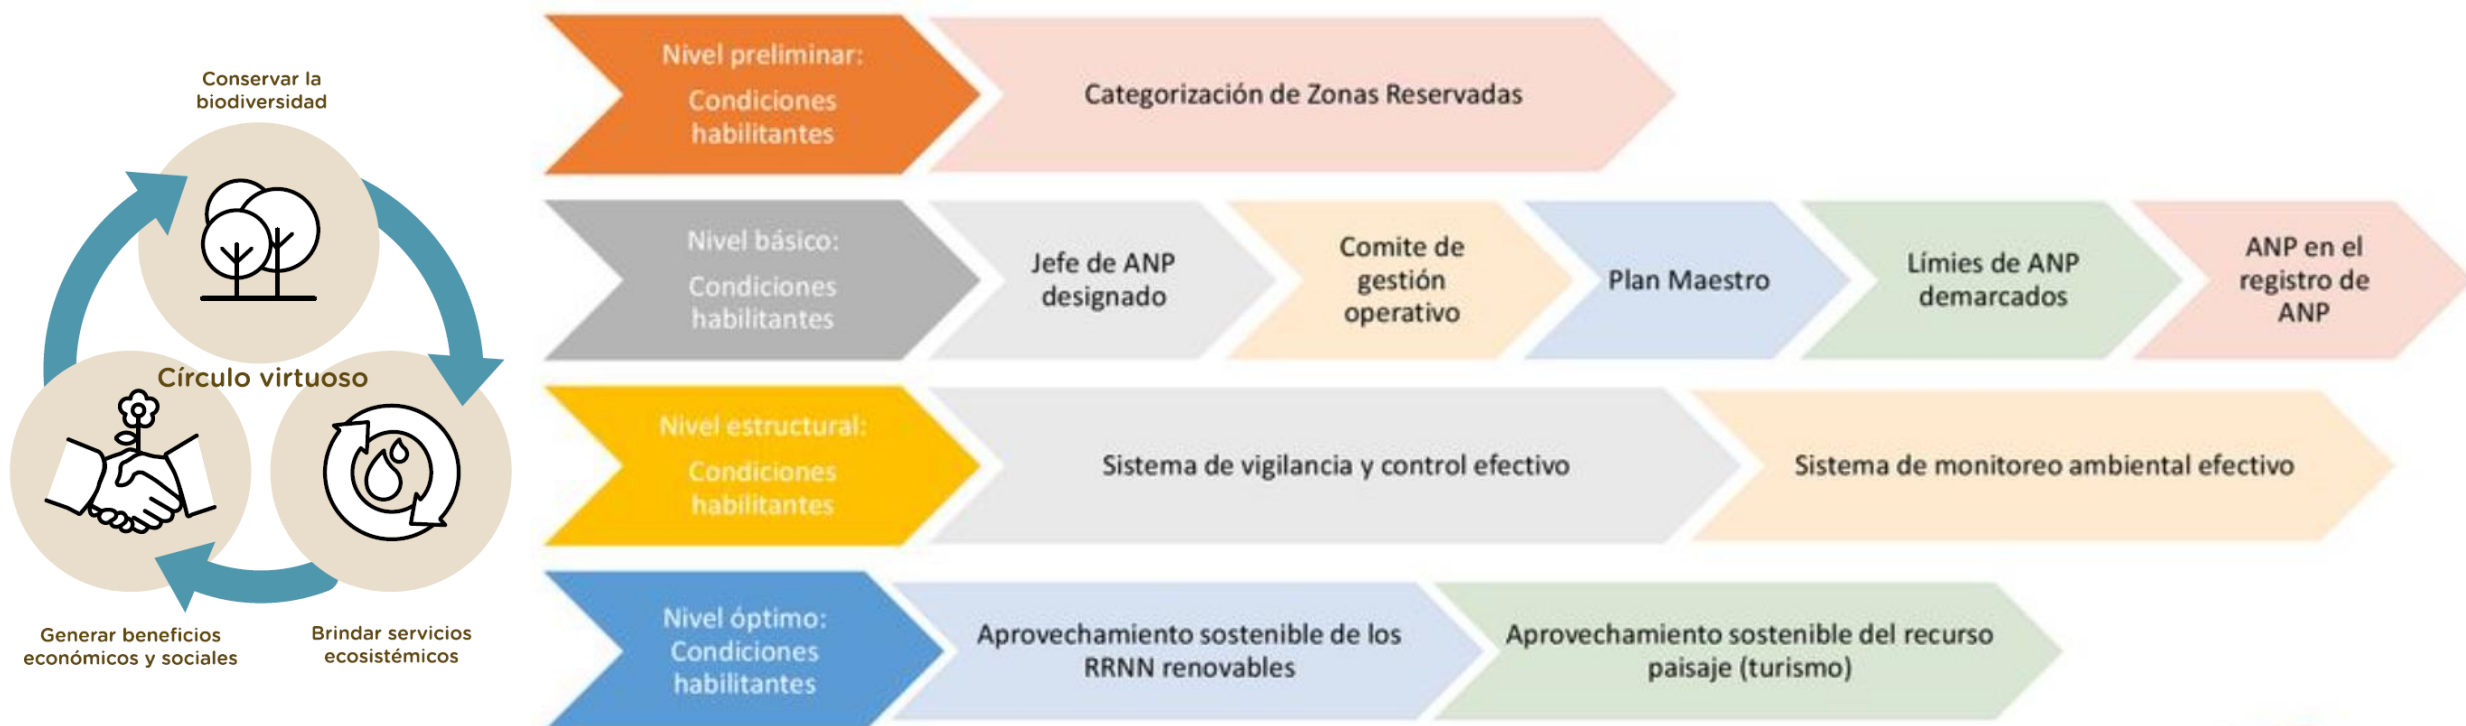 Conservar la
biodiversidad
Círculo virtuoso
Generar beneficios
económicos y sociales
Brindar servicios
ecosistémicos
Nivel preliminar:
Condiciones
habilitantes
Categorización de Zonas Reservadas
Nivel básico:
Condiciones
habilitantes
Jefe de ANP
designado
Comite de
gestión
operativo
Plan Maestro
Límies de ANP
demarcados
ANP en el
registro de
ANP
Nivel estructural:
Condiciones
habilitantes
Sistema de vigilancia y control efectivo
Sistema de monitoreo ambiental efectivo
Nivel óptimo:
Condiciones
habilitantes
Aprovechamiento sostenible de los
RRNN renovables
Aprovechamiento sostenible del recurso
paisaje (turismo)